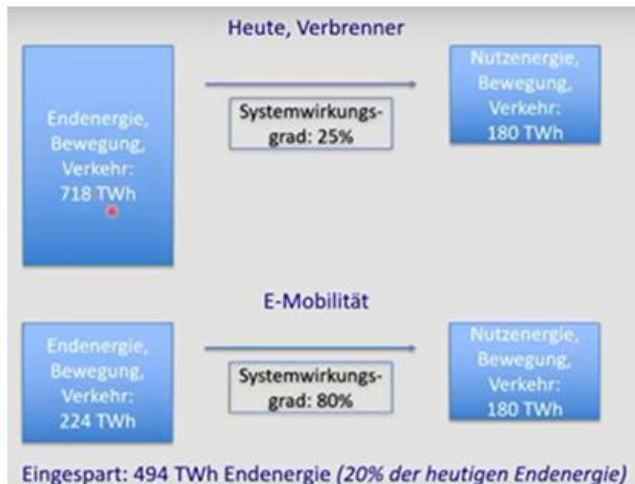 Heute, Verbrenner
Endenergie,
Bewegung,
Verkehr:
718 TWh
Systemwirkungs-
grad: 25%
Nutzenergie,
Bewegung,
Verkehr:
180 TWh
E-Mobilität
Endenergie,
Bewegung,
Verkehr:
224 TWh
Systemwirkungs-
grad: 80%
Nutzenergie,
Bewegung,
Verkehr:
180 TWh
Eingespart: 494 TWh Endenergie (20% der heutigen Endenergie)